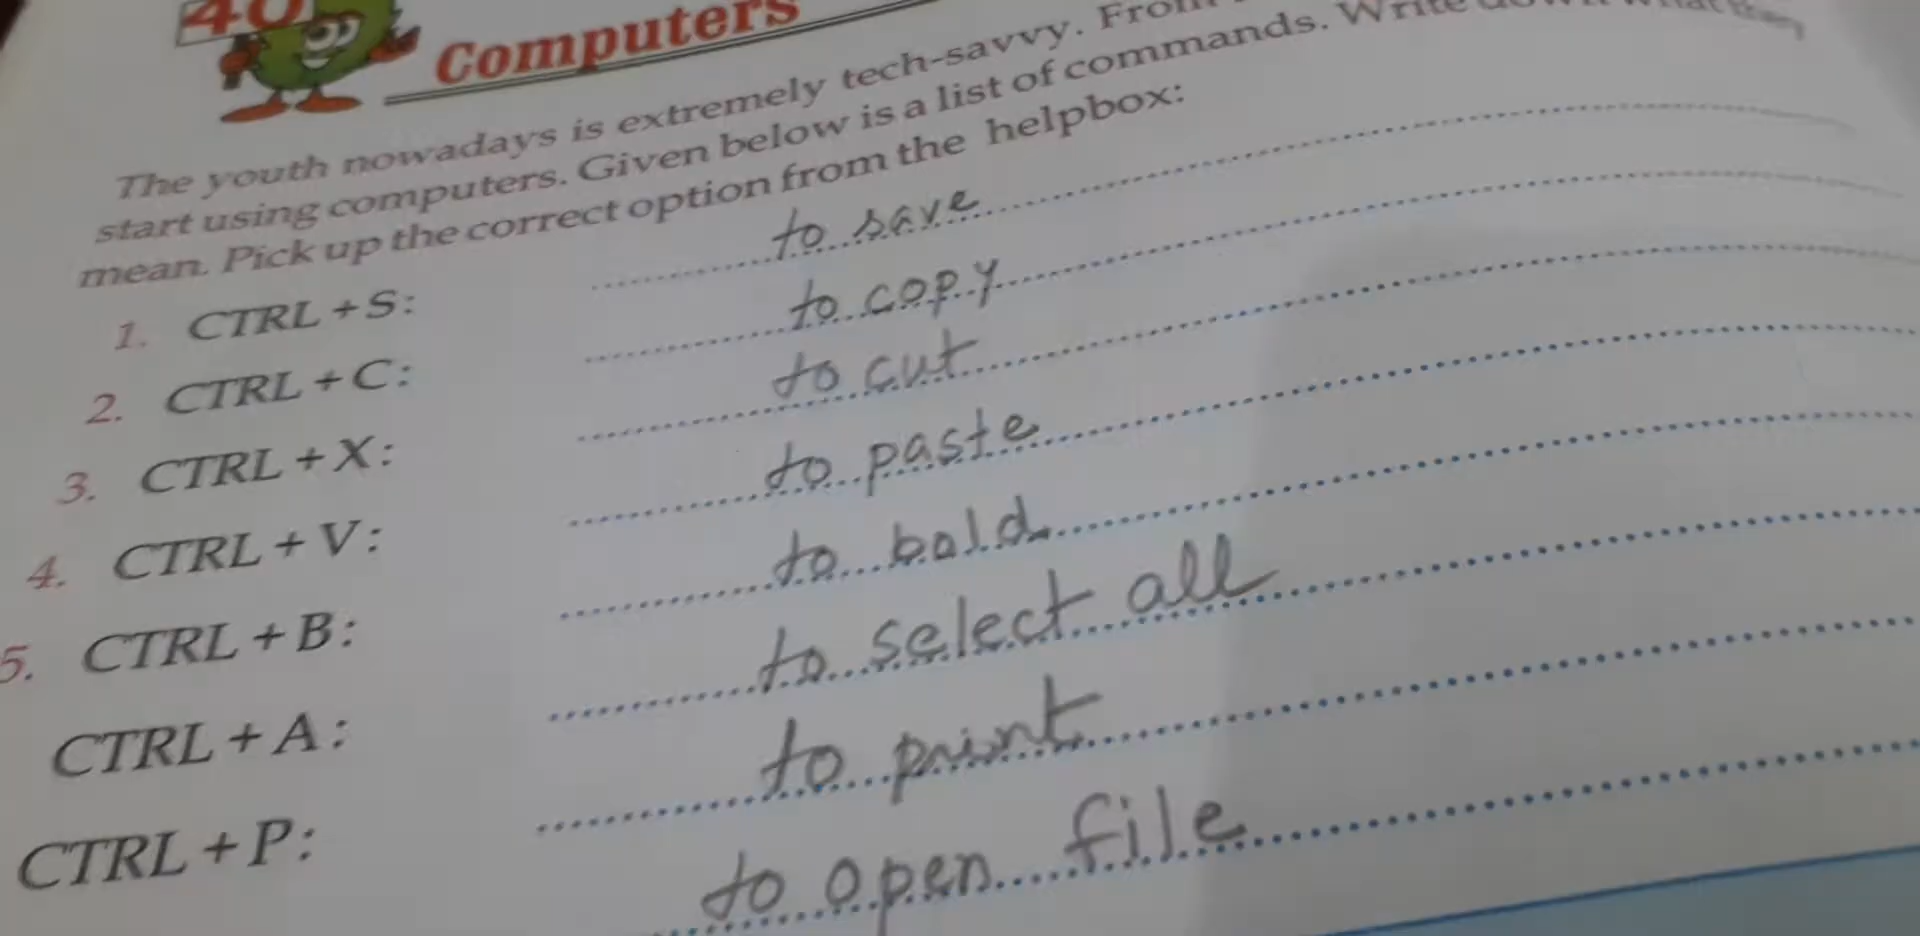 40
Computers
The youth nowadays is extremely tech-savvy. From
start using computers. Given below is a list of commands. Write down what they
mean. Pick up the correct option from the helpbox:
1. CTRL + S: to save
2. CTRL + C: to copy
3. CTRL + X: to cut
4. CTRL + V: to paste
5. CTRL + B: to bold
CTRL + A: to select all
CTRL + P: to print
to open file